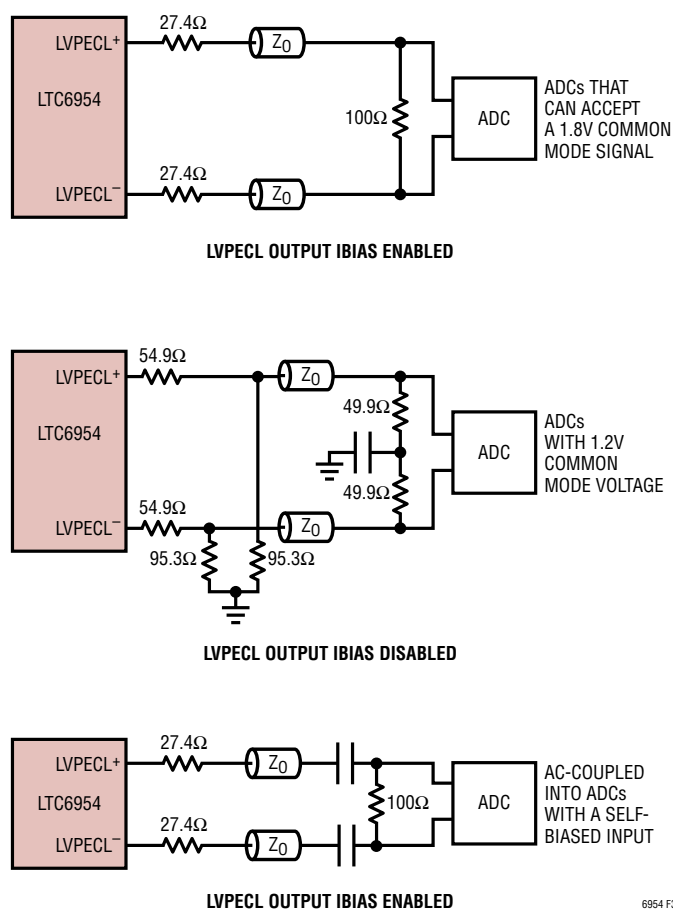 27.4Ω
LVPECL+
Z0
LTC6954
100Ω
ADC
ADCs THAT
CAN ACCEPT
A 1.8V COMMON
MODE SIGNAL
27.4Ω
LVPECL–
Z0
LVPECL OUTPUT IBIAS ENABLED
54.9Ω
LVPECL+
Z0
49.9Ω
LTC6954
ADC
ADCs
WITH 1.2V
COMMON
MODE VOLTAGE
49.9Ω
54.9Ω
LVPECL–
Z0
95.3Ω
95.3Ω
LVPECL OUTPUT IBIAS DISABLED
27.4Ω
LVPECL+
Z0
LTC6954
100Ω
ADC
AC-COUPLED
INTO ADCs
WITH A SELF-
BIASED INPUT
27.4Ω
LVPECL–
Z0
LVPECL OUTPUT IBIAS ENABLED
6954